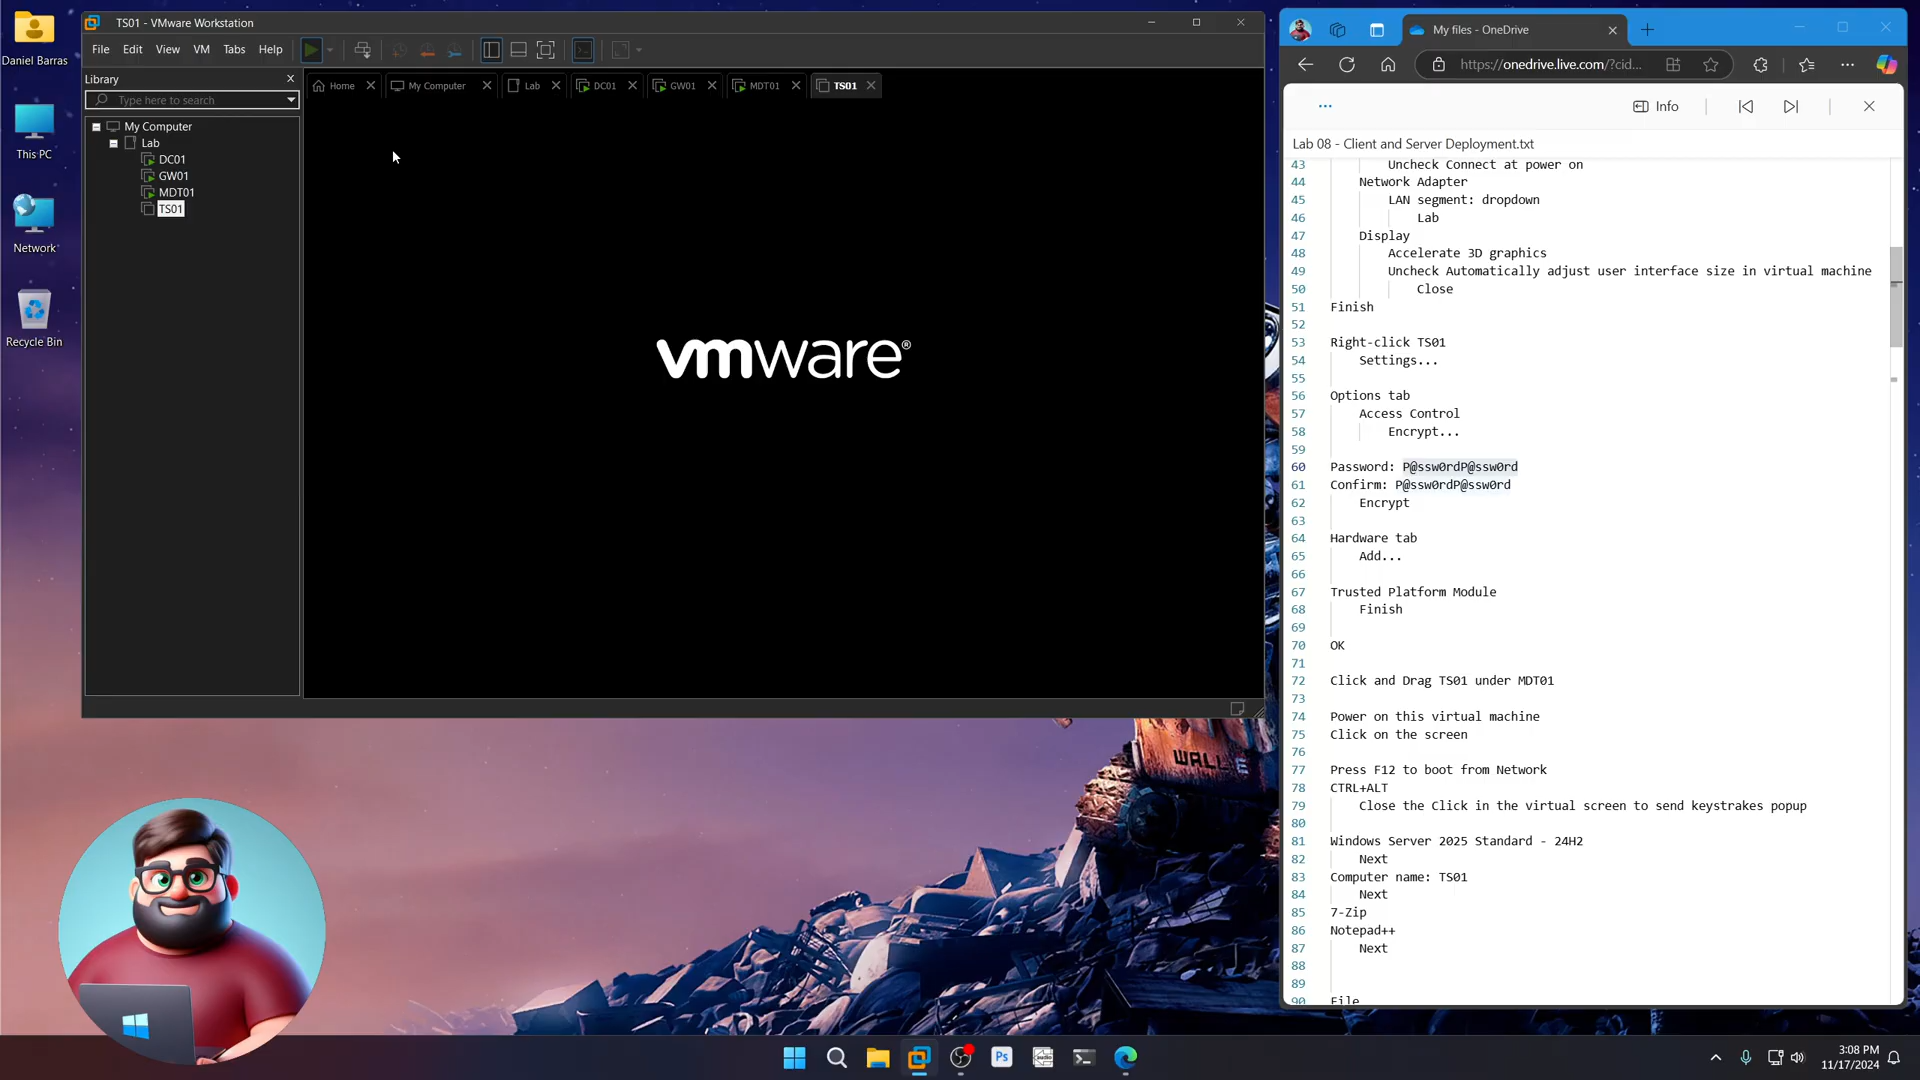 Daniel Barras
This PC
Network
Recycle Bin
TS01 - VMware Workstation
File Edit View VM Tabs Help
Library
Type here to search
My Computer
Lab
DC01
GW01
MDT01
TS01
Home
My Computer
Lab
DC01
GW01
MDT01
TS01
vmware®
WALL·E
My files - OneDrive
https://onedrive.live.com/?cid...
Info
Lab 08 - Client and Server Deployment.txt
43 Uncheck Connect at power on
44 Network Adapter
45 LAN segment: dropdown
46 Lab
47 Display
48 Accelerate 3D graphics
49 Uncheck Automatically adjust user interface size in virtual machine
50 Close
51 Finish
52
53 Right-click TS01
54 Settings...
55
56 Options tab
57 Access Control
58 Encrypt...
59
60 Password: P@ssw0rdP@ssw0rd
61 Confirm: P@ssw0rdP@ssw0rd
62 Encrypt
63
64 Hardware tab
65 Add...
66
67 Trusted Platform Module
68 Finish
69
70 OK
71
72 Click and Drag TS01 under MDT01
73
74 Power on this virtual machine
75 Click on the screen
76
77 Press F12 to boot from Network
78 CTRL+ALT
79 Close the Click in the virtual screen to send keystrakes popup
80
81 Windows Server 2025 Standard - 24H2
82 Next
83 Computer name: TS01
84 Next
85 7-Zip
86 Notepad++
87 Next
88
89
90 File
Ps
3:08 PM
11/17/2024